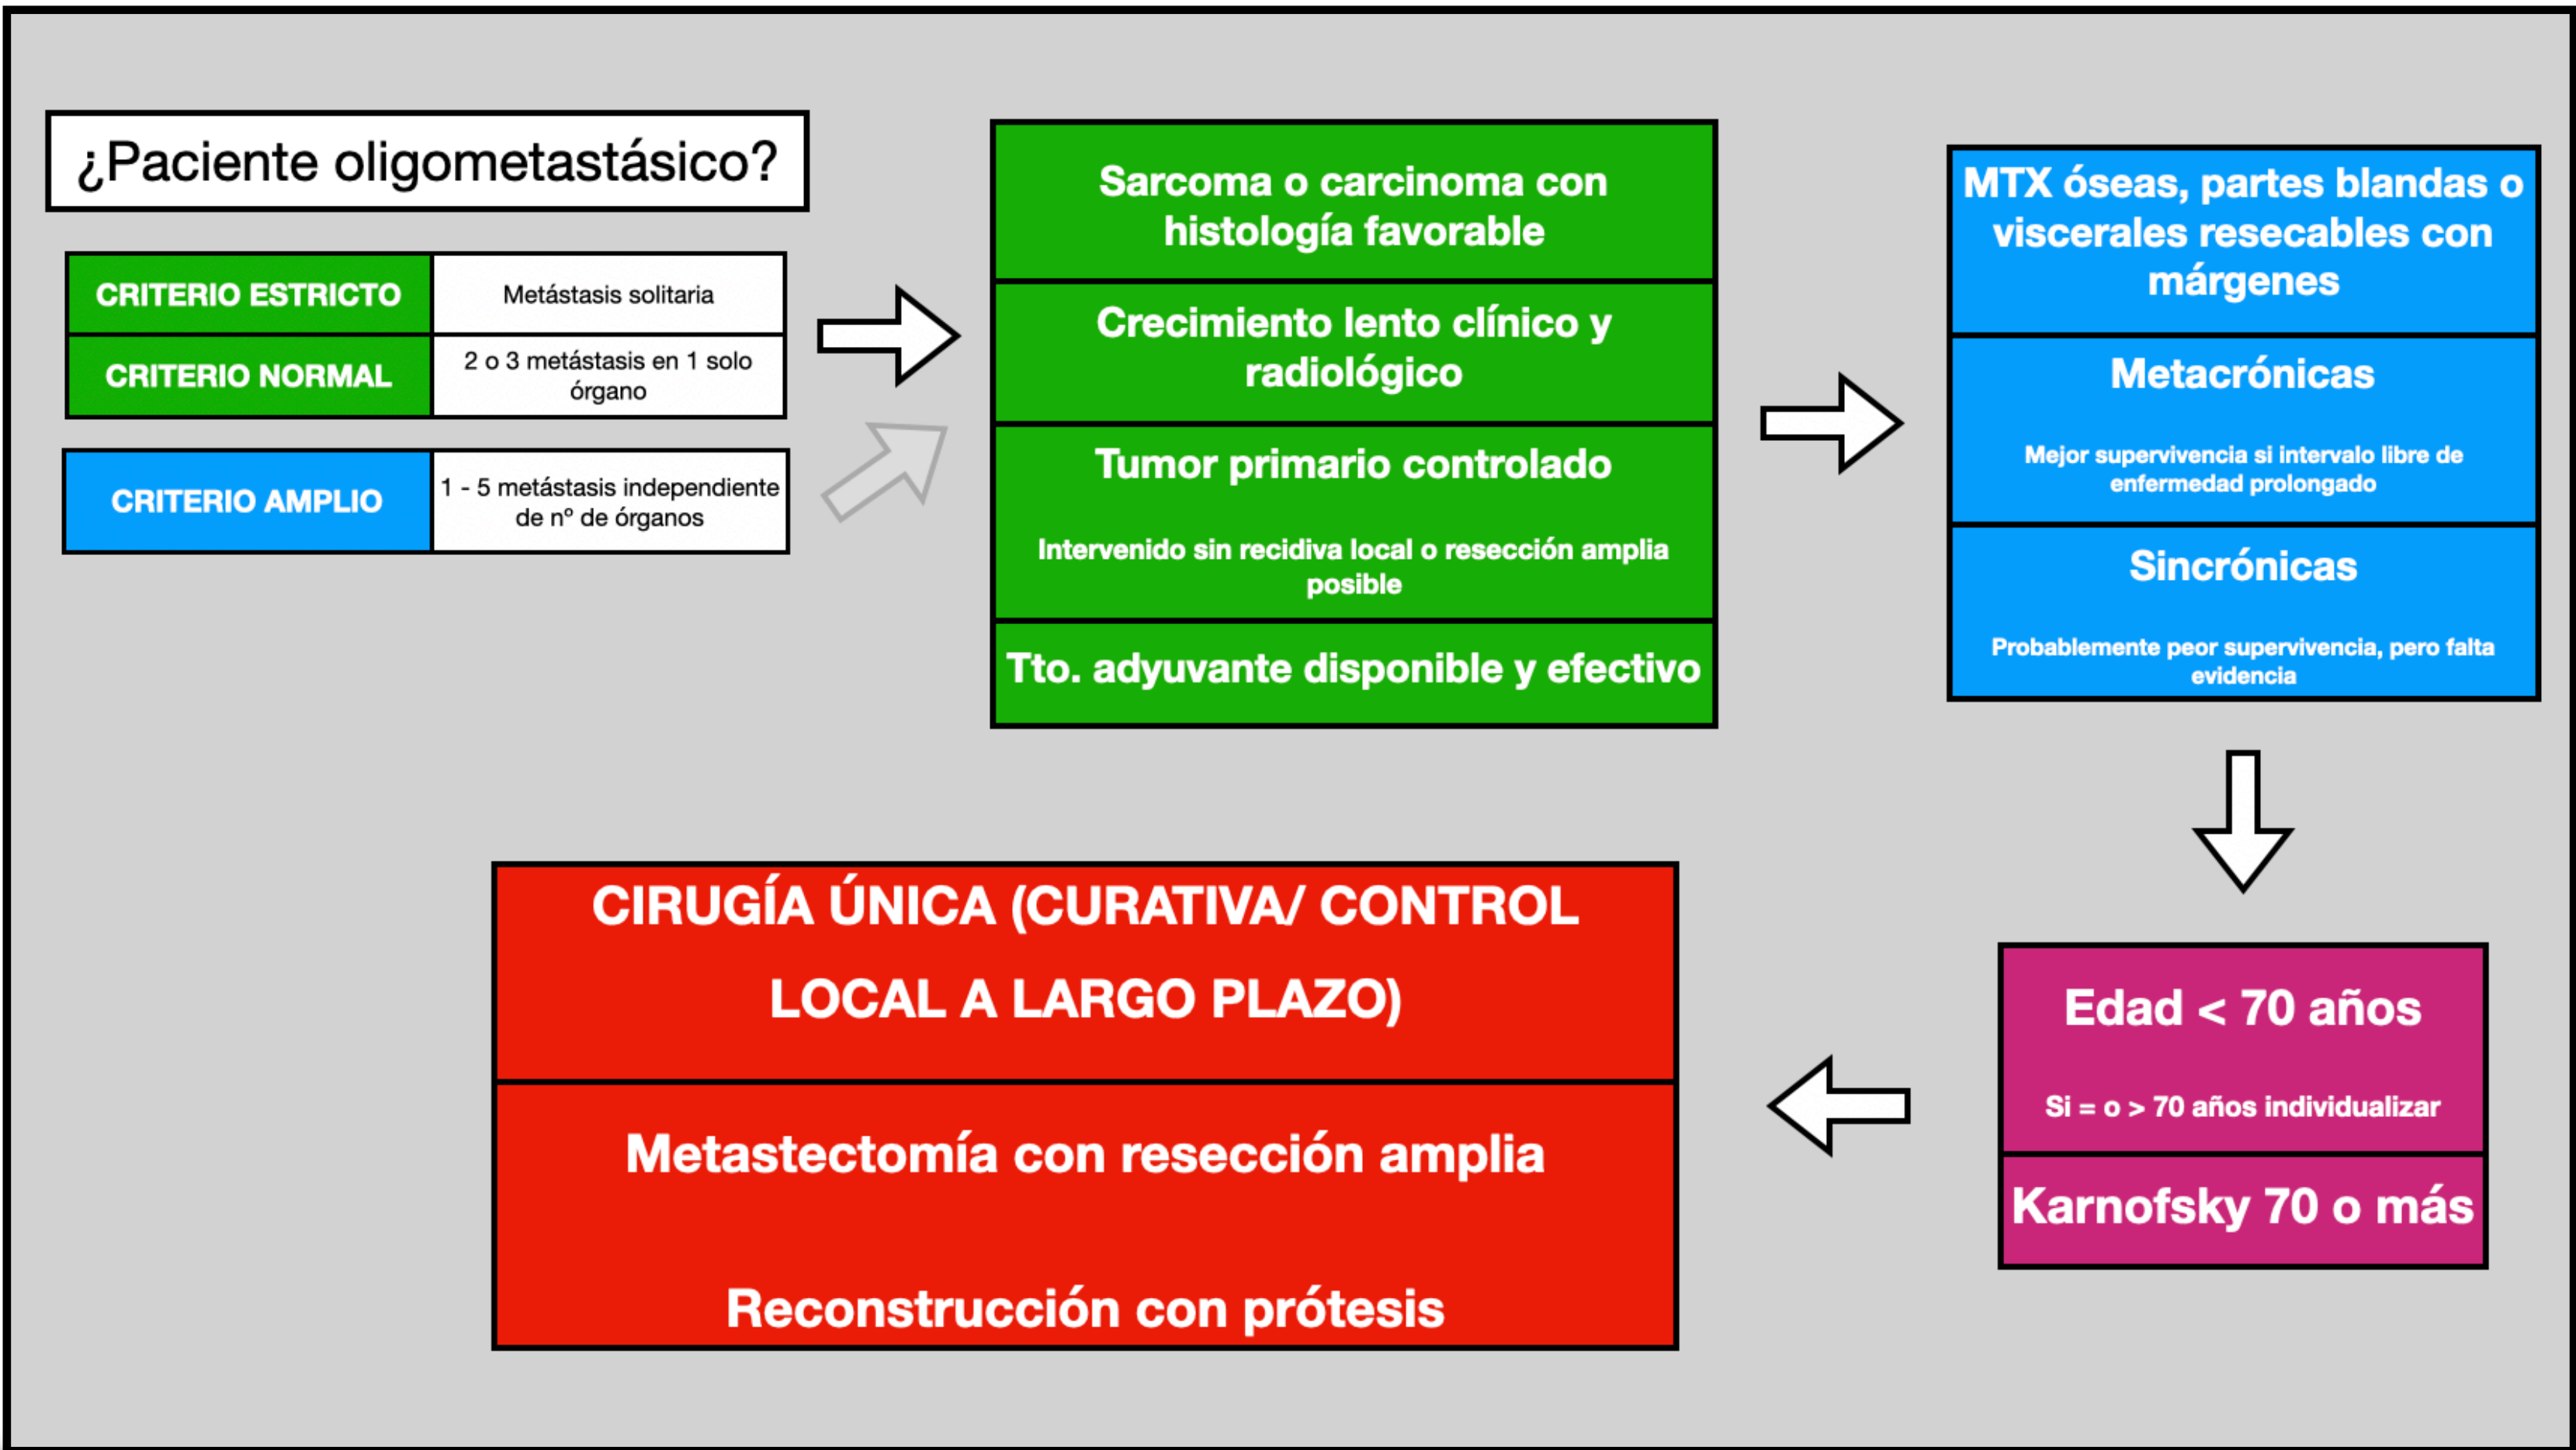 ¿Paciente oligometastásico?
CRITERIO ESTRICTO
Metástasis solitaria
CRITERIO NORMAL
2 o 3 metástasis en 1 solo
órgano
CRITERIO AMPLIO
1 - 5 metástasis independiente
de nº de órganos
Sarcoma o carcinoma con
histología favorable
Crecimiento lento clínico y
radiológico
Tumor primario controlado
Intervenido sin recidiva local o resección amplia
posible
Tto. adyuvante disponible y efectivo
MTX óseas, partes blandas o
viscerales resecables con
márgenes
Metacrónicas
Mejor supervivencia si intervalo libre de
enfermedad prolongado
Sincrónicas
Probablemente peor supervivencia, pero falta
evidencia
Edad < 70 años
Si = o > 70 años individualizar
Karnofsky 70 o más
CIRUGÍA ÚNICA (CURATIVA/ CONTROL
LOCAL A LARGO PLAZO)
Metastectomía con resección amplia
Reconstrucción con prótesis